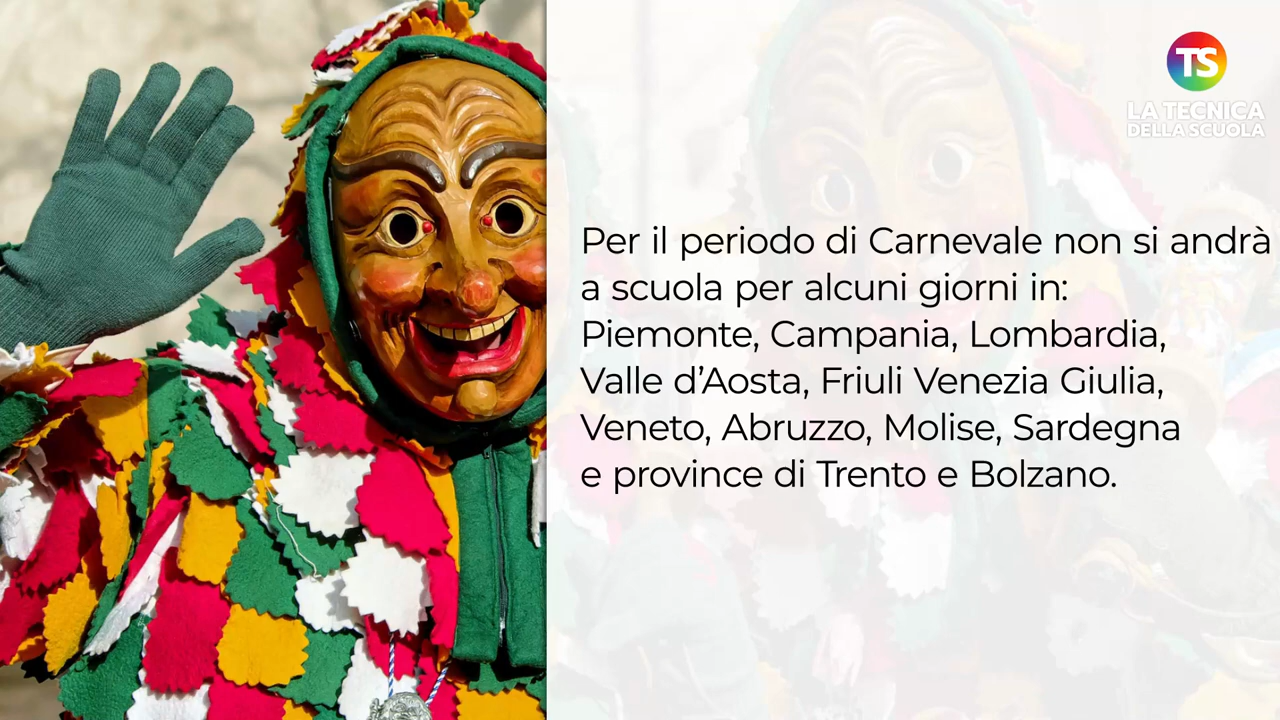 TS
LA TECNICA
DELLA SCUOLA
Per il periodo di Carnevale non si andrà
a scuola per alcuni giorni in:
Piemonte, Campania, Lombardia,
Valle d’Aosta, Friuli Venezia Giulia,
Veneto, Abruzzo, Molise, Sardegna
e province di Trento e Bolzano.